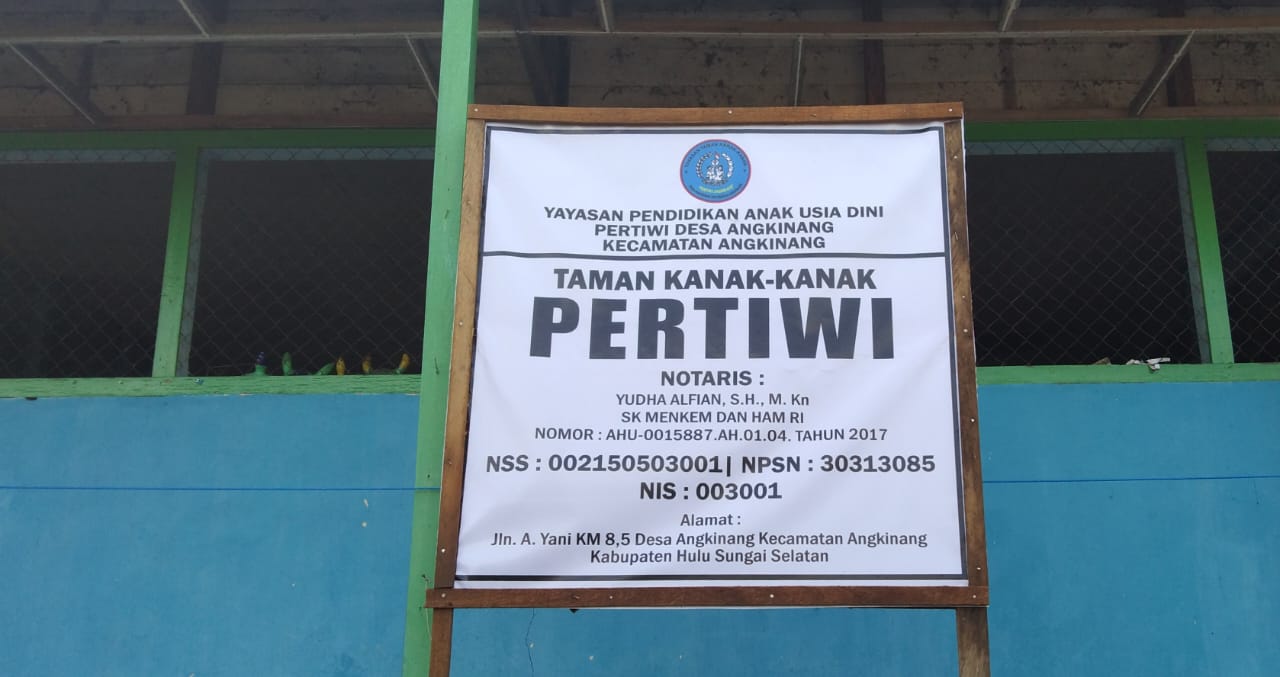 YAYASAN PENDIDIKAN ANAK USIA DINI
PERTIWI DESA ANGKINANG
KECAMATAN ANGKINANG
TAMAN KANAK-KANAK
PERTIWI
NOTARIS :
YUDHA ALFIAN, S.H., M. Kn
SK MENKEM DAN HAM RI
NOMOR : AHU-0015887.AH.01.04. TAHUN 2017
NSS : 002150503001| NPSN : 30313085
NIS : 003001
Alamat :
Jln. A. Yani KM 8,5 Desa Angkinang Kecamatan Angkinang
Kabupaten Hulu Sungai Selatan